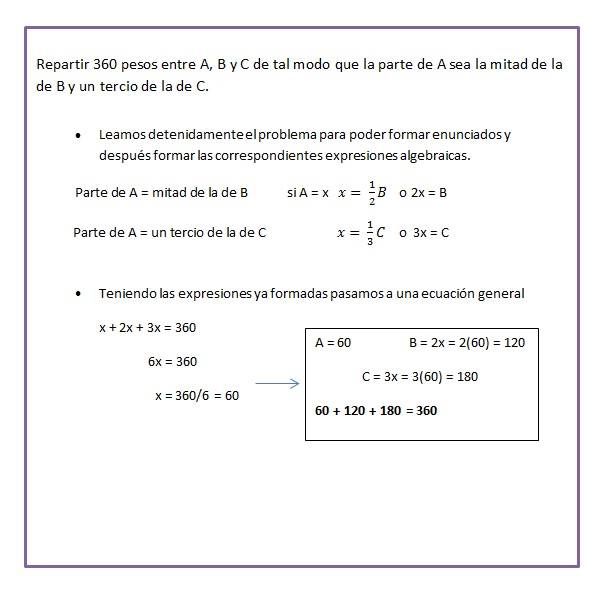 Repartir 360 pesos entre A, B y C de tal modo que la parte de A sea la mitad de la
de B y un tercio de la de C.
• Leamos detenidamente el problema para poder formar enunciados y
después formar las correspondientes expresiones algebraicas.
Parte de A = mitad de la de B si A = x x = 1/2 B o 2x = B
Parte de A = un tercio de la de C x = 1/3 C o 3x = C
• Teniendo las expresiones ya formadas pasamos a una ecuación general
x + 2x + 3x = 360
6x = 360
x = 360/6 = 60
A = 60 B = 2x = 2(60) = 120
C = 3x = 3(60) = 180
60 + 120 + 180 = 360